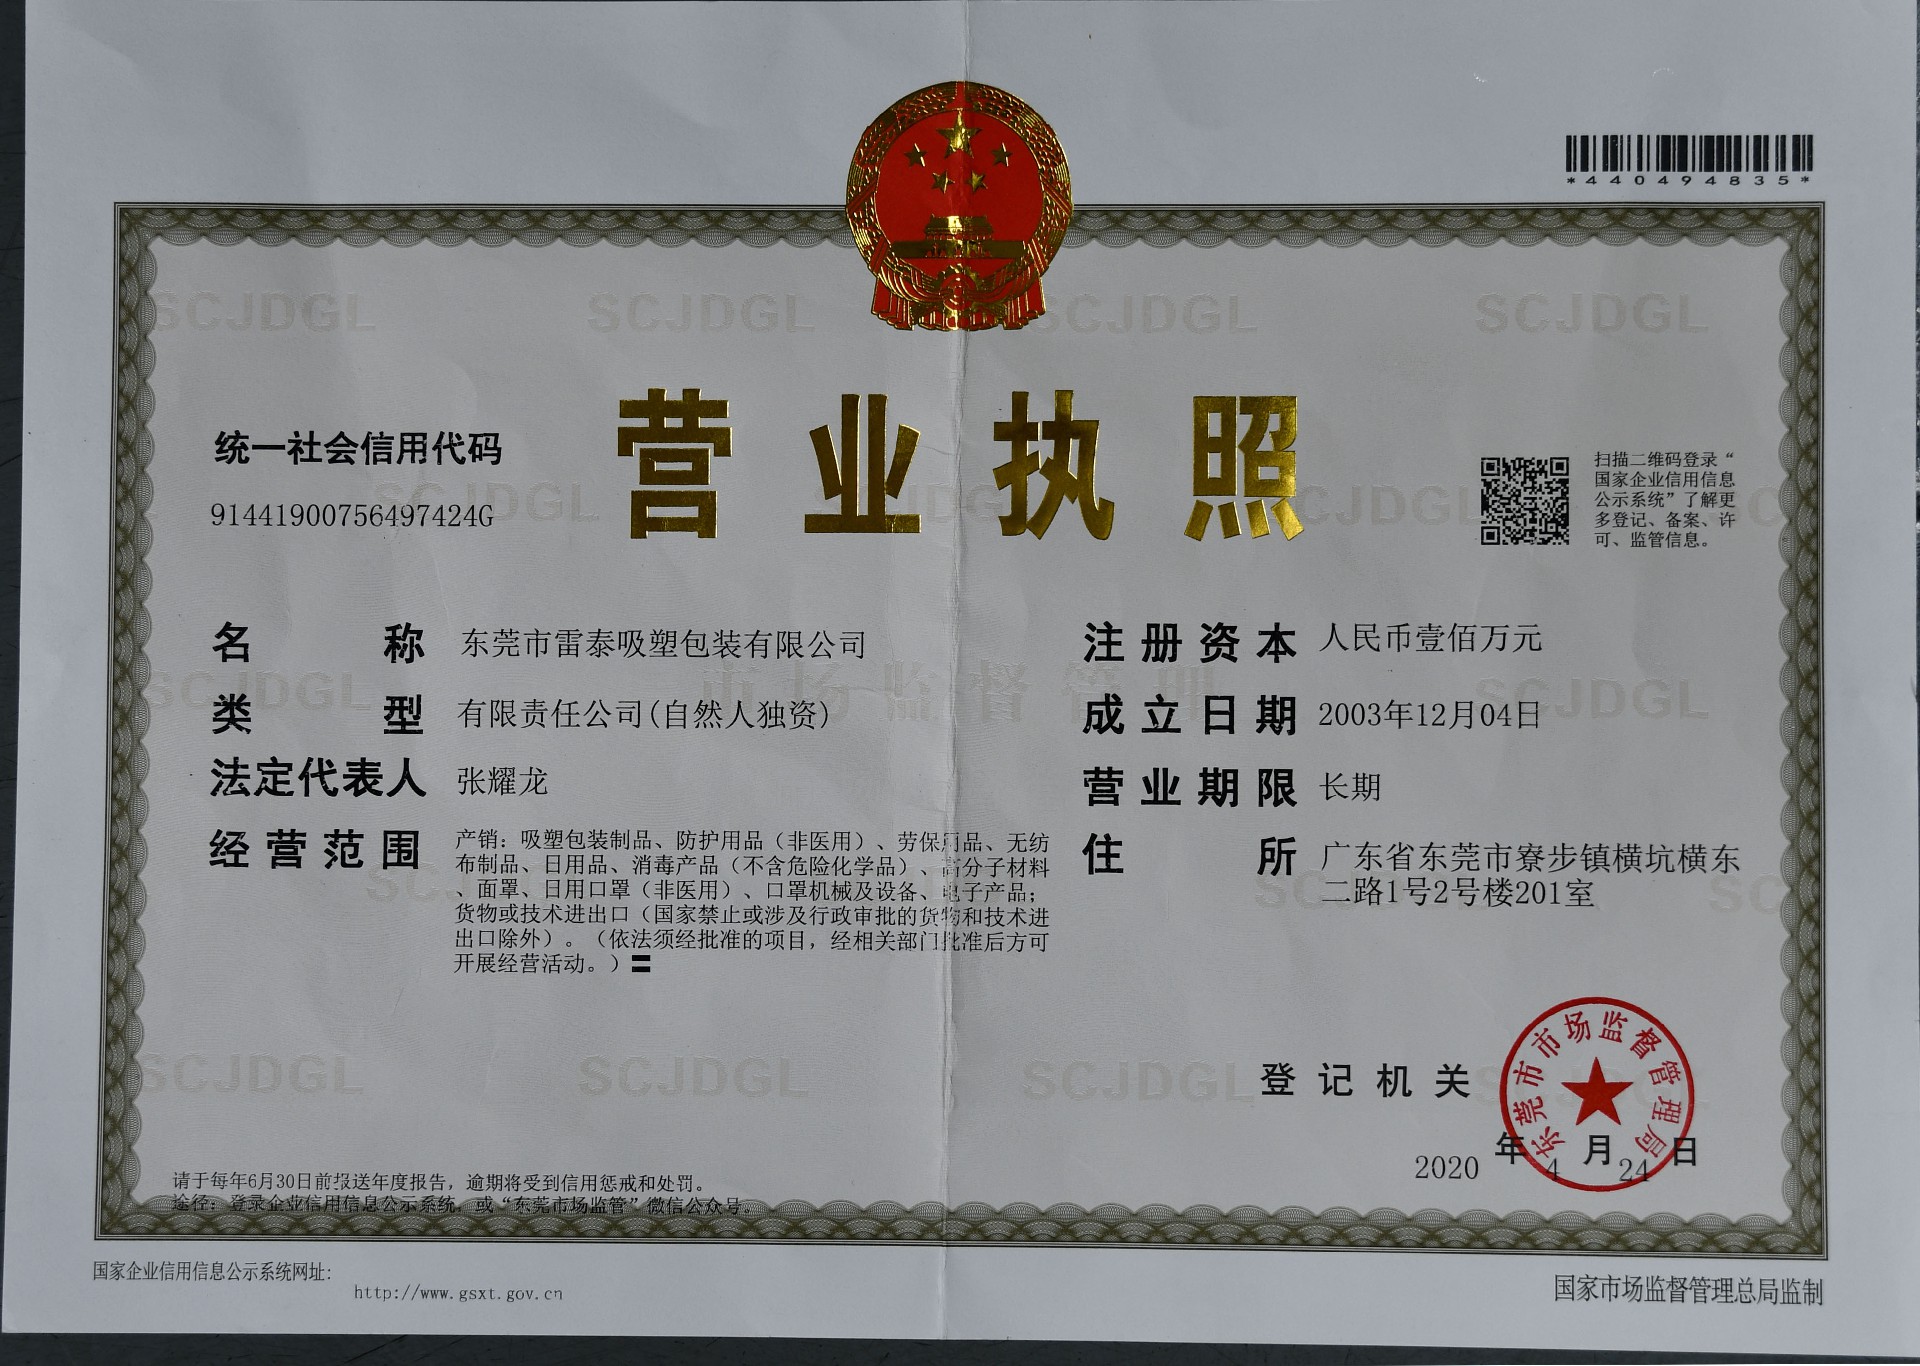 *440494835*
营业执照
统一社会信用代码
91441900756497424G
扫描二维码登录“
国家企业信用信息
公示系统”了解更
多登记、备案、许
可、监管信息。
名称 东莞市雷泰吸塑包装有限公司
类型 有限责任公司(自然人独资)
法定代表人 张耀龙
经营范围 产销：吸塑包装制品、防护用品（非医用）、劳保用品、无纺
布制品、日用品、消毒产品（不含危险化学品）、高分子材料
、面罩、日用口罩（非医用）、口罩机械及设备、电子产品；
货物或技术进出口（国家禁止或涉及行政审批的货物和技术进
出口除外）。（依法须经批准的项目，经相关部门批准后方可
开展经营活动。）
注册资本 人民币壹佰万元
成立日期 2003年12月04日
营业期限 长期
住所 广东省东莞市寮步镇横坑横东
二路1号2号楼201室
登记机关
东莞市市场监督管理局
2020年4月24日
请于每年6月30日前报送年度报告，逾期将受到信用惩戒和处罚。
途径：登录企业信用信息公示系统，或“东莞市场监管”微信公众号。
国家企业信用信息公示系统网址：
http://www.gsxt.gov.cn
国家市场监督管理总局监制
SCJDGL
市场监督管理